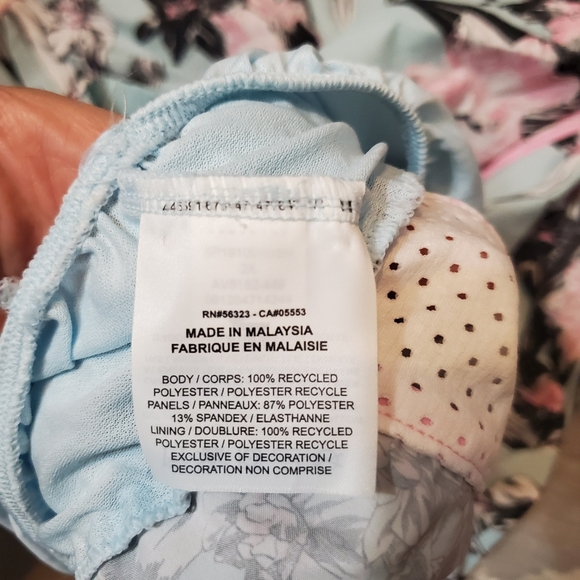 RN#56323 - CA#05553
MADE IN MALAYSIA
FABRIQUE EN MALAISIE
BODY / CORPS: 100% RECYCLED
POLYESTER / POLYESTER RECYCLE
PANELS / PANNEAUX: 87% POLYESTER
13% SPANDEX / ELASTHANNE
LINING / DOUBLURE: 100% RECYCLED
POLYESTER / POLYESTER RECYCLE
EXCLUSIVE OF DECORATION /
DECORATION NON COMPRISE